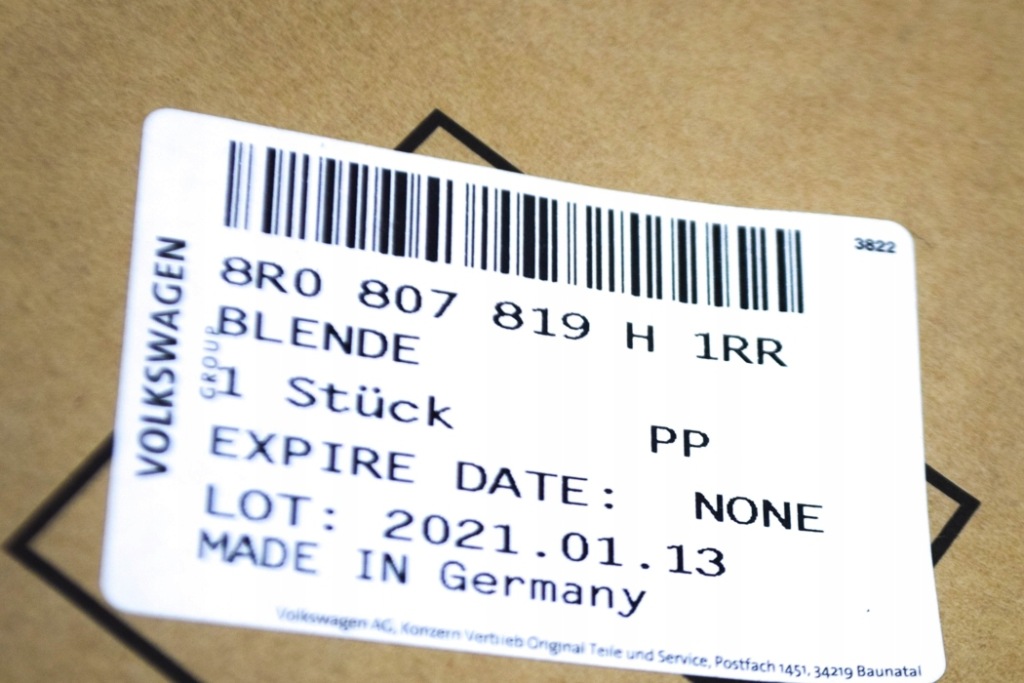 3822
VOLKSWAGEN
GROUP
8R0 807 819 H 1RR
BLENDE
1 Stück PP
EXPIRE DATE: NONE
LOT: 2021.01.13
MADE IN Germany
Volkswagen AG, Konzern Vertrieb Original Teile und Service, Postfach 1451, 34219 Baunatal